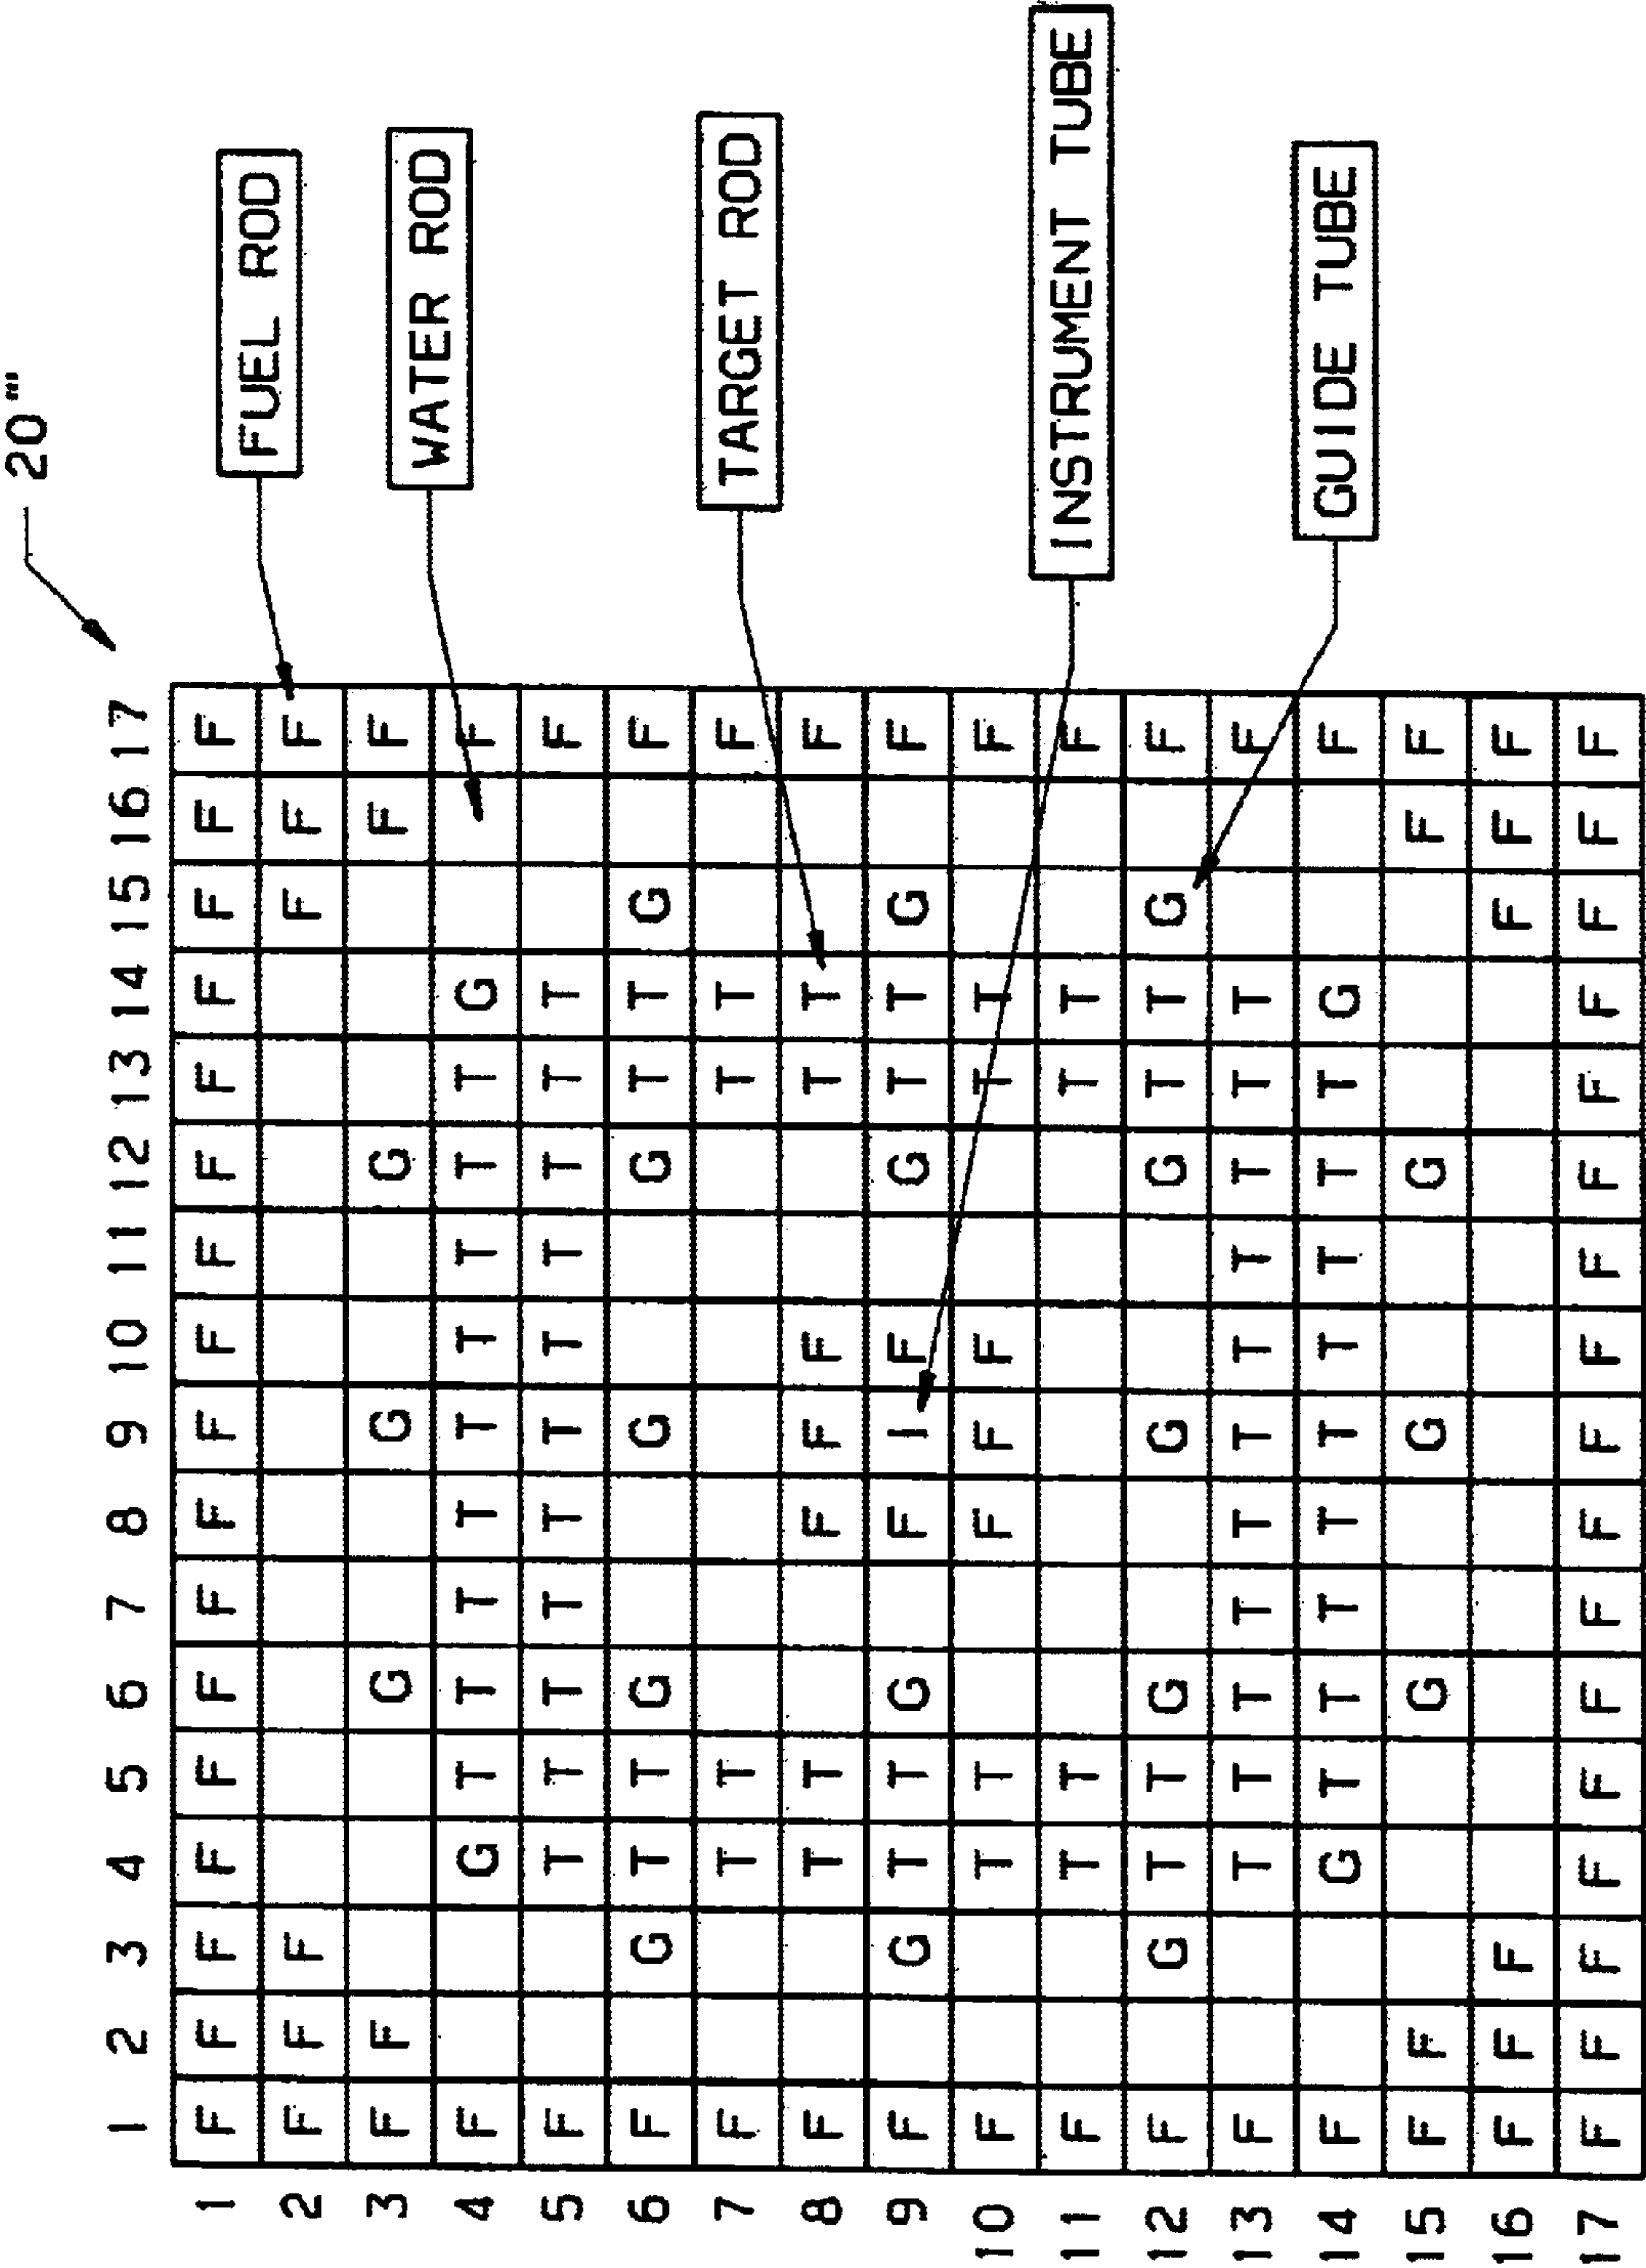 20'''
1 2 3 4 5 6 7 8 9 10 11 12 13 14 15 16 17
1 F F F F F F F F F F F F F F F F F
2 F F F F F F
FUEL ROD
3 F F G G G F F
4 F G T T T T T T T T T G F
WATER ROD
5 F T T T T T T T T T T T F
6 F G T T G G G T T G F
7 F T T T T F
TARGET ROD
8 F T T F F F T T F
9 F G T T G F I F G T T G F
10 F T T F F F T T F
11 F T T T T F
INSTRUMENT TUBE
12 F G T T G G G T T G F
13 F T T T T T T T T T T T F
14 F G T T T T T T T T T G F
GUIDE TUBE
15 F F G G G F F
16 F F F F F F
17 F F F F F F F F F F F F F F F F F